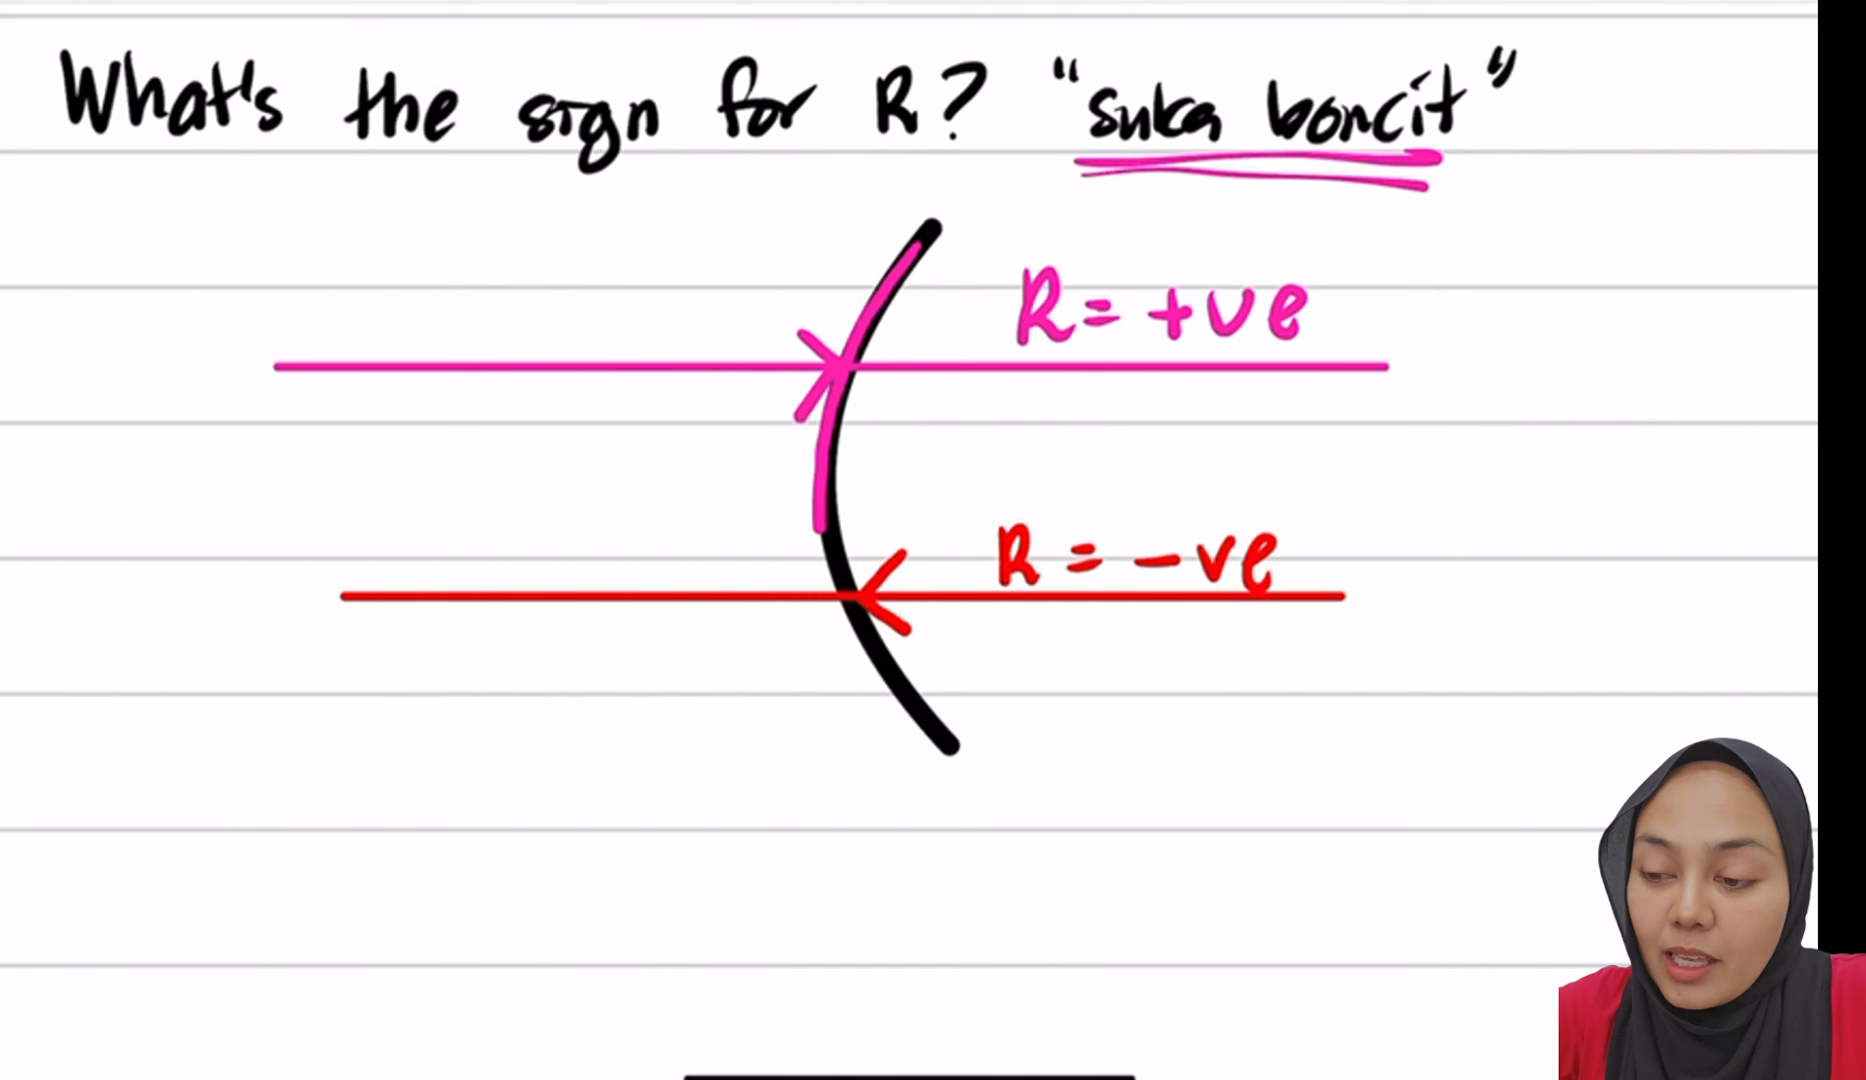 What's the sign for R? "suka boncit"
R = +ve
R = -ve